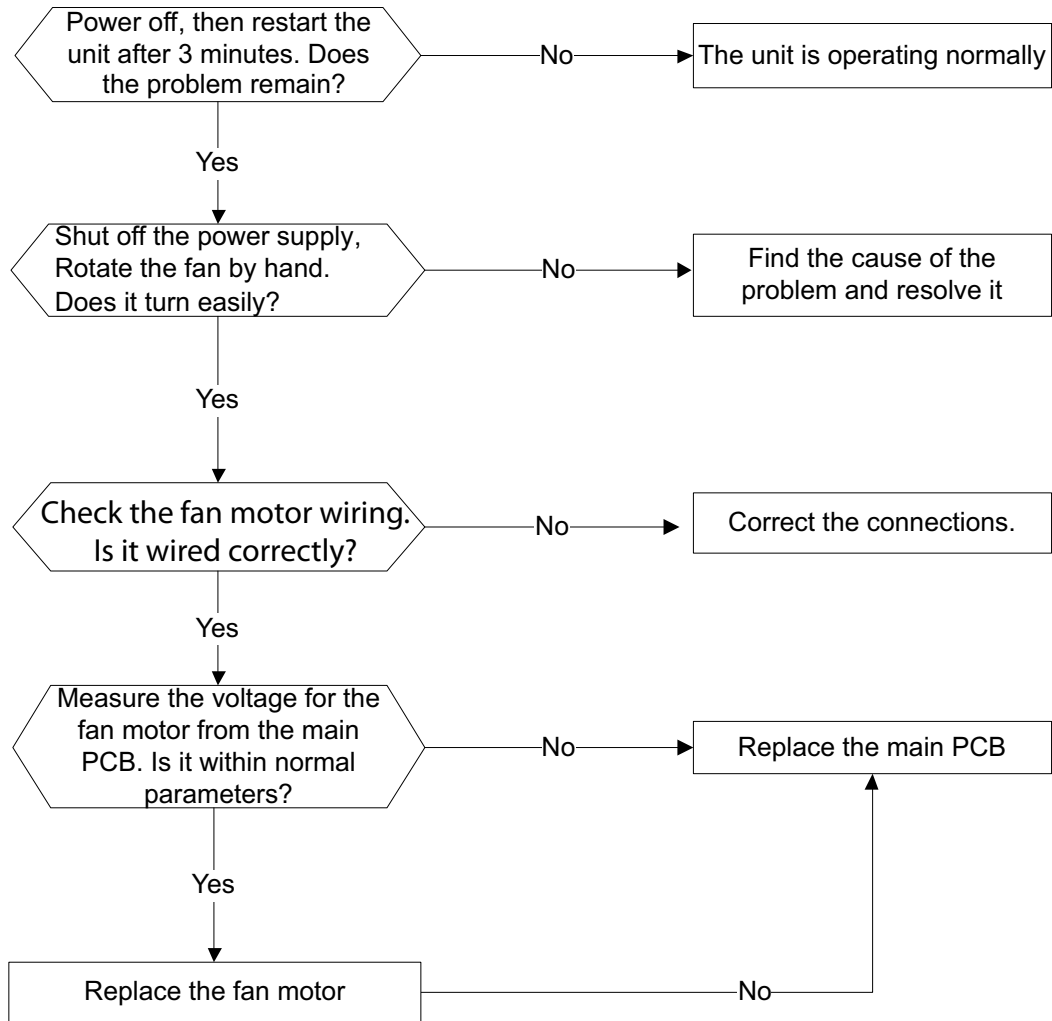 Power off, then restart the
unit after 3 minutes. Does
the problem remain?
No
The unit is operating normally
Yes
Shut off the power supply,
Rotate the fan by hand.
Does it turn easily?
No
Find the cause of the
problem and resolve it
Yes
Check the fan motor wiring.
Is it wired correctly?
No
Correct the connections.
Yes
Measure the voltage for the
fan motor from the main
PCB. Is it within normal
parameters?
No
Replace the main PCB
Yes
Replace the fan motor
No